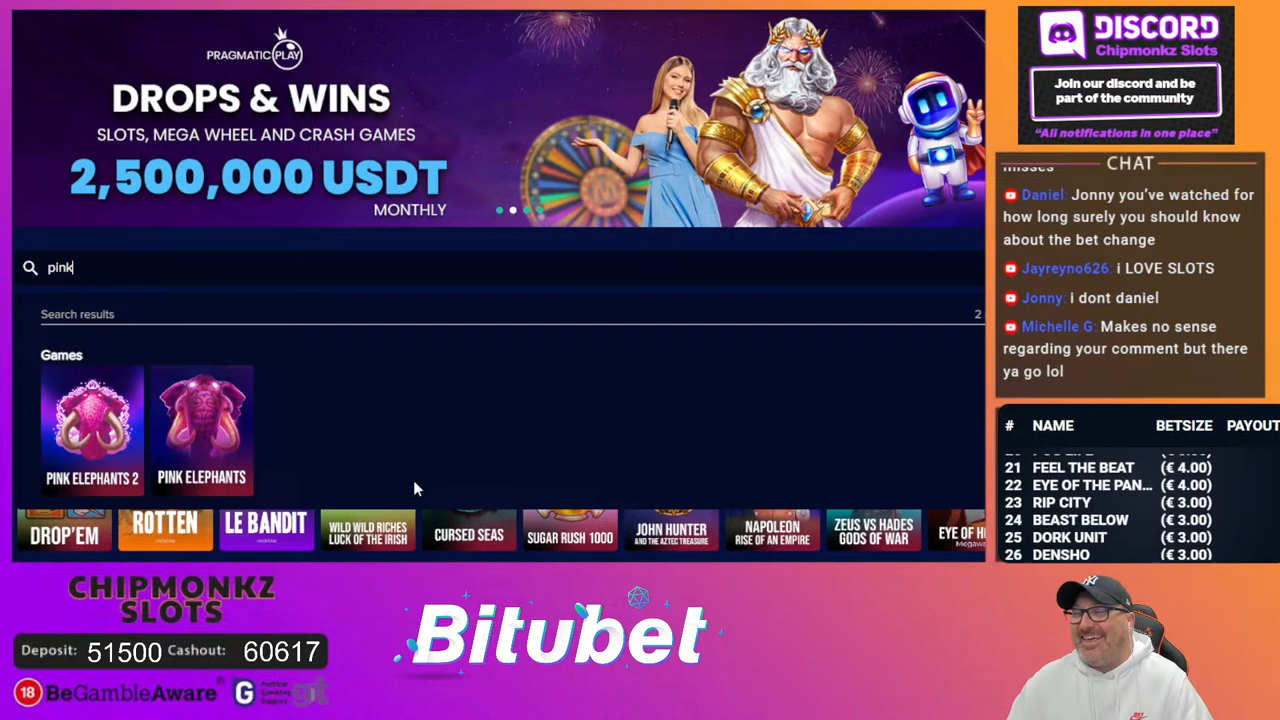 PRAGMATIC PLAY
DROPS & WINS
SLOTS, MEGA WHEEL AND CRASH GAMES
2,500,000 USDT
MONTHLY
pink
Search results
2
Games
PINK ELEPHANTS 2
PINK ELEPHANTS
DROP'EM
ROTTEN
LE BANDIT
WILD WILD RICHES
LUCK OF THE IRISH
CURSED SEAS
SUGAR RUSH 1000
JOHN HUNTER
AND THE AZTEC TREASURE
NAPOLEON
RISE OF AN EMPIRE
ZEUS VS HADES
GODS OF WAR
EYE OF H
Megaw
DISCORD
Chipmonkz Slots
Join our discord and be
part of the community
"All notifications in one place"
CHAT
misses
Daniel: Jonny you've watched for
how long surely you should know
about the bet change
Jayreyno626: i LOVE SLOTS
Jonny: i dont daniel
Michelle G: Makes no sense
regarding your comment but there
ya go lol
# NAME BETSIZE PAYOUT
21 FEEL THE BEAT (€ 4.00)
22 EYE OF THE PAN... (€ 4.00)
23 RIP CITY (€ 3.00)
24 BEAST BELOW (€ 3.00)
25 DORK UNIT (€ 3.00)
26 DENSHO (€ 3.00)
CHIPMONKZ
SLOTS
Deposit: 51500 Cashout: 60617
18 BeGambleAware
Bitubet